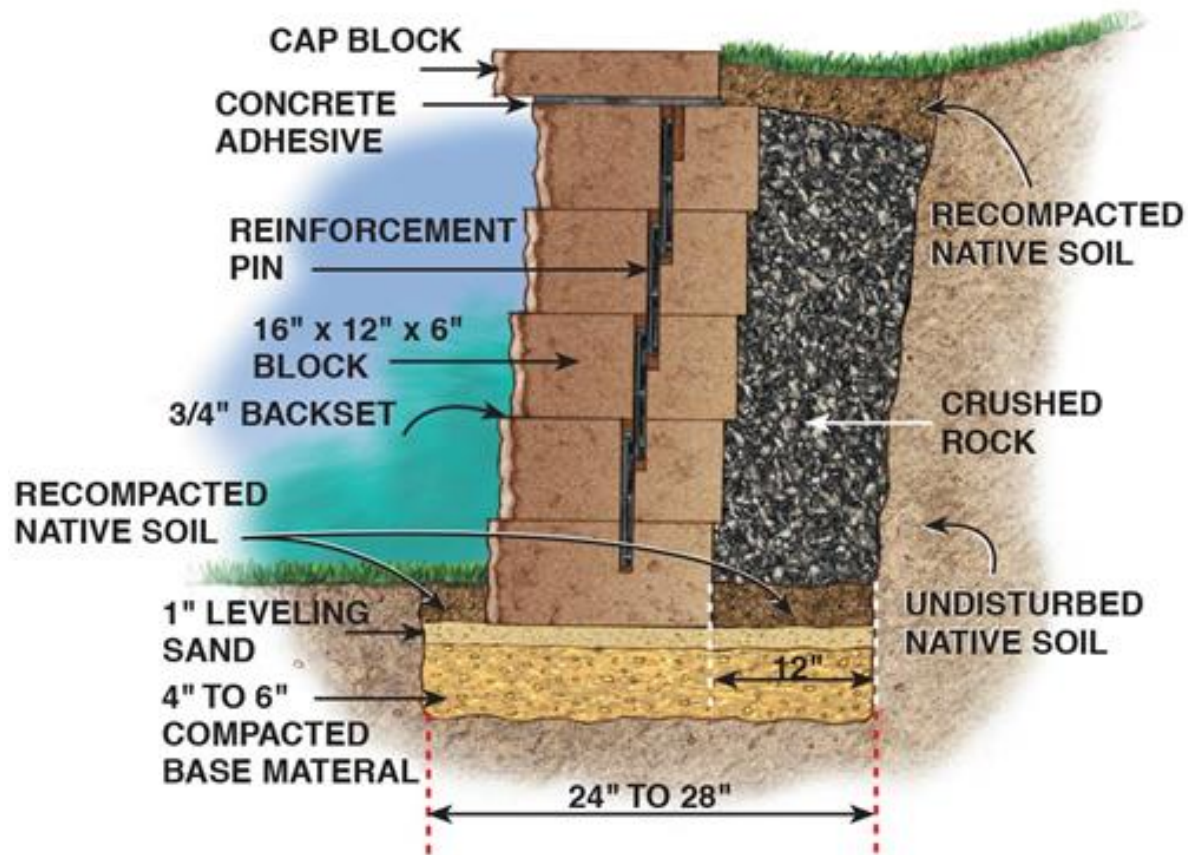 CAP BLOCK
CONCRETE
ADHESIVE
REINFORCEMENT
PIN
16" x 12" x 6"
BLOCK
3/4" BACKSET
RECOMPACTED
NATIVE SOIL
1" LEVELING
SAND
4" TO 6"
COMPACTED
BASE MATERAL
RECOMPACTED
NATIVE SOIL
CRUSHED
ROCK
UNDISTURBED
NATIVE SOIL
12"
24" TO 28"